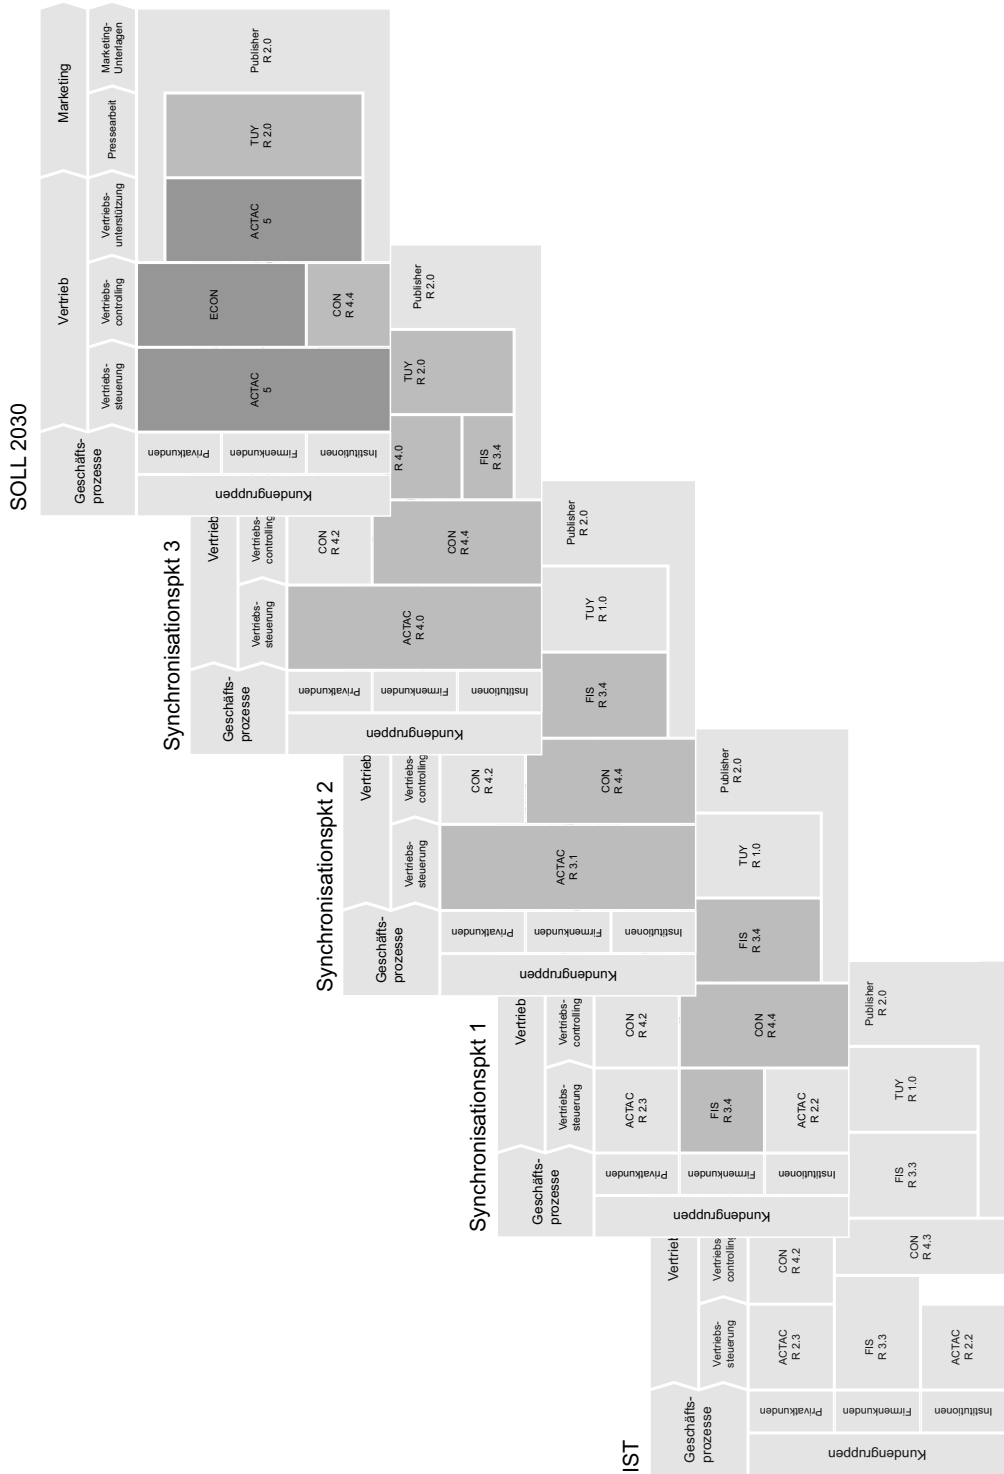 SOLL 2030
Geschäfts-
prozesse
Vertrieb
Marketing
Vertriebs-
steuerung
Vertriebs-
controlling
Vertriebs-
unterstützung
Pressearbeit
Marketing-
Unterlagen
Kundengruppen
Privatkunden
Firmenkunden
Institutionen
ACTAC
5
ECON
CON
R 4.4
ACTAC
5
TUY
R 2.0
Publisher
R 2.0
Synchronisationspkt 3
Geschäfts-
prozesse
Vertrieb
Vertriebs-
steuerung
Vertriebs-
controlling
Kundengruppen
Privatkunden
Firmenkunden
Institutionen
ACTAC
R 4.0
CON
R 4.2
CON
R 4.4
R 4.0
FIS
R 3.4
TUY
R 2.0
Publisher
R 2.0
Synchronisationspkt 2
Geschäfts-
prozesse
Vertrieb
Vertriebs-
steuerung
Vertriebs-
controlling
Kundengruppen
Privatkunden
Firmenkunden
Institutionen
ACTAC
R 3.1
CON
R 4.2
CON
R 4.4
FIS
R 3.4
TUY
R 1.0
Publisher
R 2.0
Synchronisationspkt 1
Geschäfts-
prozesse
Vertrieb
Vertriebs-
steuerung
Vertriebs-
controlling
Kundengruppen
Privatkunden
Firmenkunden
Institutionen
ACTAC
R 2.3
FIS
R 3.4
ACTAC
R 2.2
CON
R 4.2
CON
R 4.4
FIS
R 3.4
TUY
R 1.0
Publisher
R 2.0
IST
Geschäfts-
prozesse
Vertrieb
Vertriebs-
steuerung
Vertriebs
controlling
Kundengruppen
Privatkunden
Firmenkunden
Institutionen
ACTAC
R 2.3
FIS
R 3.3
ACTAC
R 2.2
CON
R 4.2
CON
R 4.3
FIS
R 3.3
TUY
R 1.0
Publisher
R 2.0